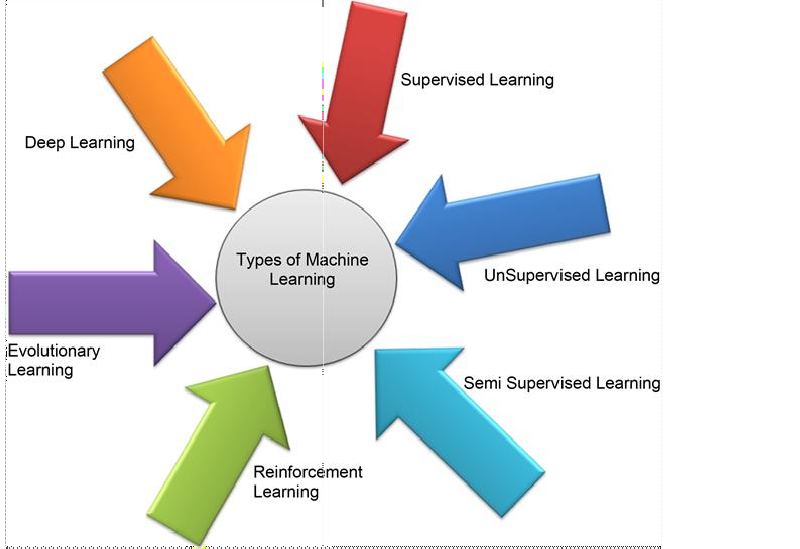 Supervised Learning
Deep Learning
Types of Machine
Learning
UnSupervised Learning
Evolutionary
Learning
Semi Supervised Learning
Reinforcement
Learning